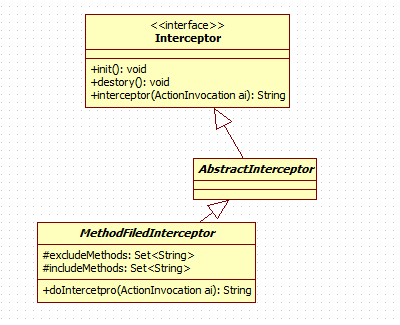 <<interface>>
Interceptor
+init(): void
+destory(): void
+interceptor(ActionInvocation ai): String
AbstractInterceptor
MethodFiledInterceptor
#excludeMethods: Set<String>
#includeMethods: Set<String>
+doIntercetpro(ActionInvocation ai): String